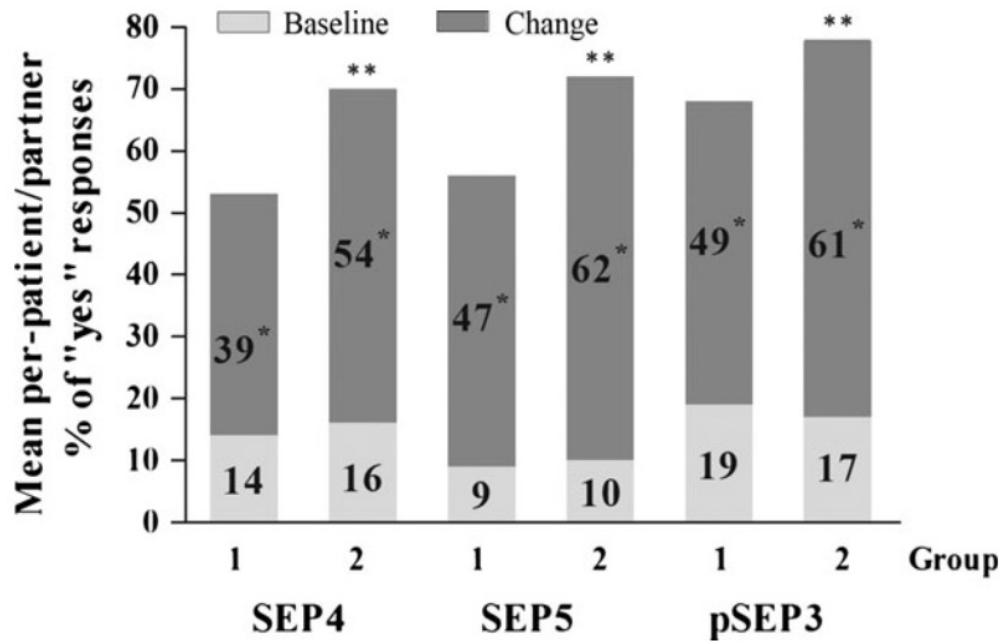 Baseline Change
Mean per-patient/partner
% of "yes" responses
80
70
60
50
40
30
20
10
0
** ** **
39* 54* 47* 62* 49* 61*
14 16 9 10 19 17
1 2 1 2 1 2 Group
SEP4 SEP5 pSEP3